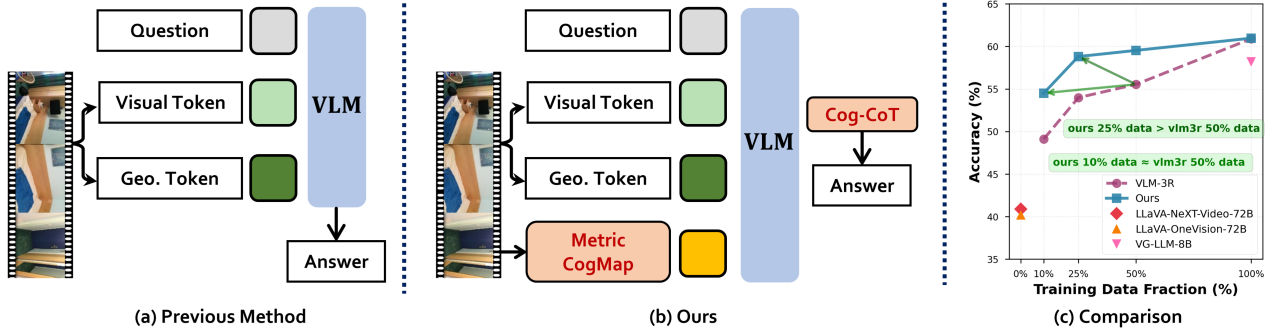 Question
Visual Token
Geo. Token
VLM
Answer
(a) Previous Method
Question
Visual Token
Geo. Token
Metric
CogMap
VLM
Cog-CoT
Answer
(b) Ours
65
60
55
50
45
40
35
Accuracy (%)
ours 25% data > vlm3r 50% data
ours 10% data ≈ vlm3r 50% data
VLM-3R
Ours
LLaVA-NeXT-Video-72B
LLaVA-OneVision-72B
VG-LLM-8B
0% 10% 25% 50% 100%
Training Data Fraction (%)
(c) Comparison